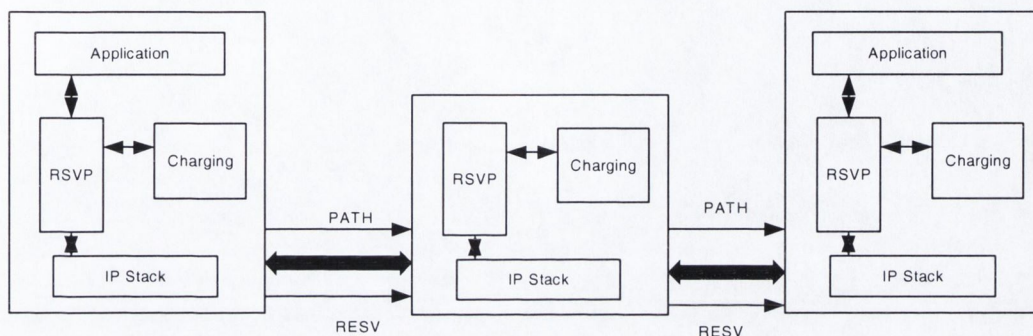 Application
RSVP
Charging
IP Stack
PATH
RESV
RSVP
Charging
IP Stack
PATH
RESV
Application
RSVP
Charging
IP Stack